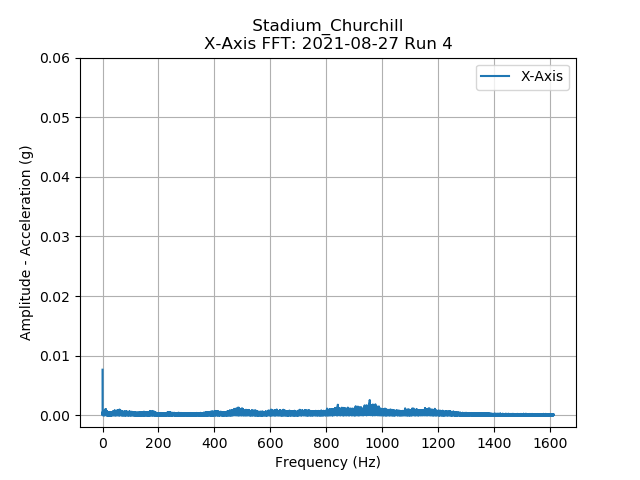 Stadium_Churchill
X-Axis FFT: 2021-08-27 Run 4
X-Axis
0.06
0.05
0.04
0.03
0.02
0.01
0.00
Amplitude - Acceleration (g)
0 200 400 600 800 1000 1200 1400 1600
Frequency (Hz)